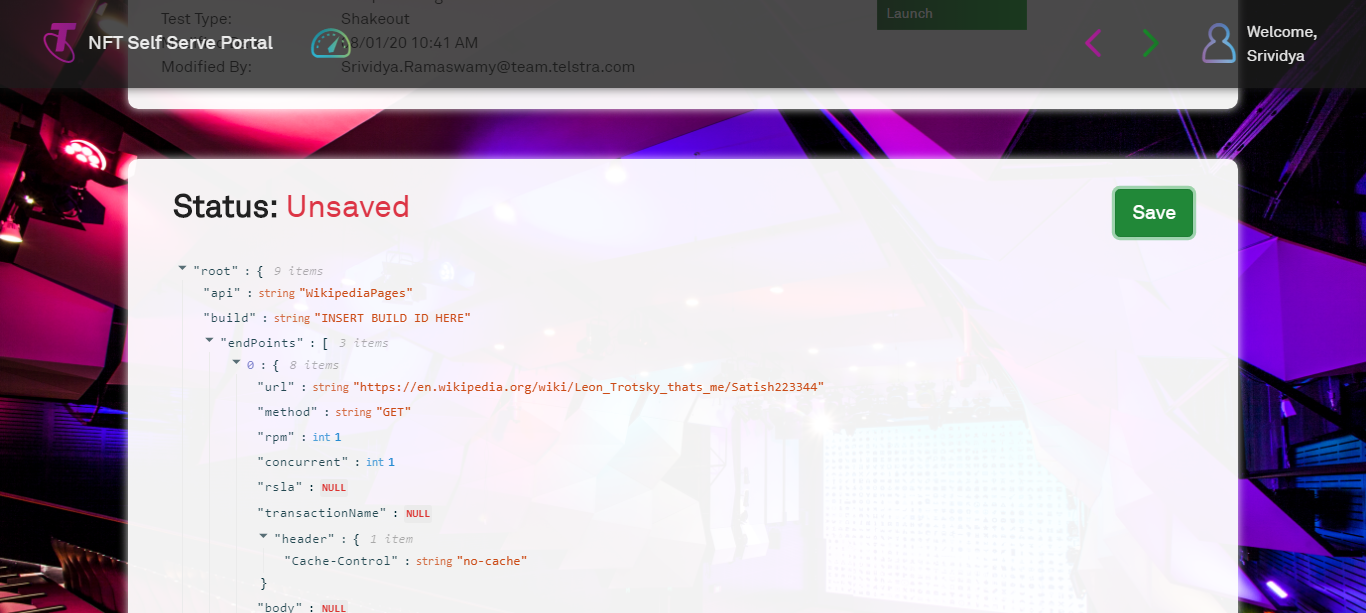 Test Type: Shakeout
Launch
NFT Self Serve Portal
8/01/20 10:41 AM
Welcome,
Srividya
Modified By: Srividya.Ramaswamy@team.telstra.com
Status: Unsaved
Save
"root" : { 9 items
"api" : string "WikipediaPages"
"build" : string "INSERT BUILD ID HERE"
"endPoints" : [ 3 items
0 : { 8 items
"url" : string "https://en.wikipedia.org/wiki/Leon_Trotsky_thats_me/Satish223344"
"method" : string "GET"
"rpm" : int 1
"concurrent" : int 1
"rsla" : NULL
"transactionName" : NULL
"header" : { 1 item
"Cache-Control" : string "no-cache"
}
"body" : NULL